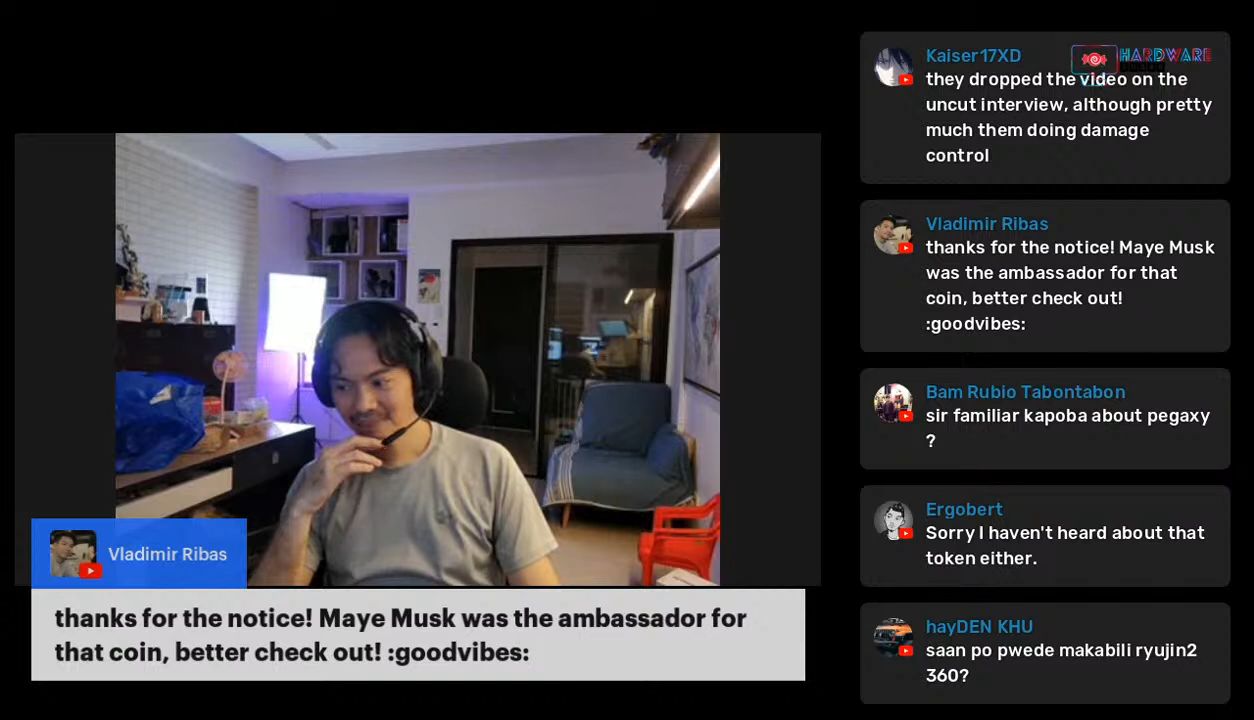 Kaiser17XD
HARDWARE
they dropped the video on the
uncut interview, although pretty
much them doing damage
control
Vladimir Ribas
thanks for the notice! Maye Musk
was the ambassador for that
coin, better check out!
:goodvibes:
Bam Rubio Tabontabon
sir familiar kapoba about pegaxy
?
Ergobert
Sorry I haven't heard about that
token either.
hayDEN KHU
saan po pwede makabili ryujin2
360?
Vladimir Ribas
thanks for the notice! Maye Musk was the ambassador for
that coin, better check out! :goodvibes: